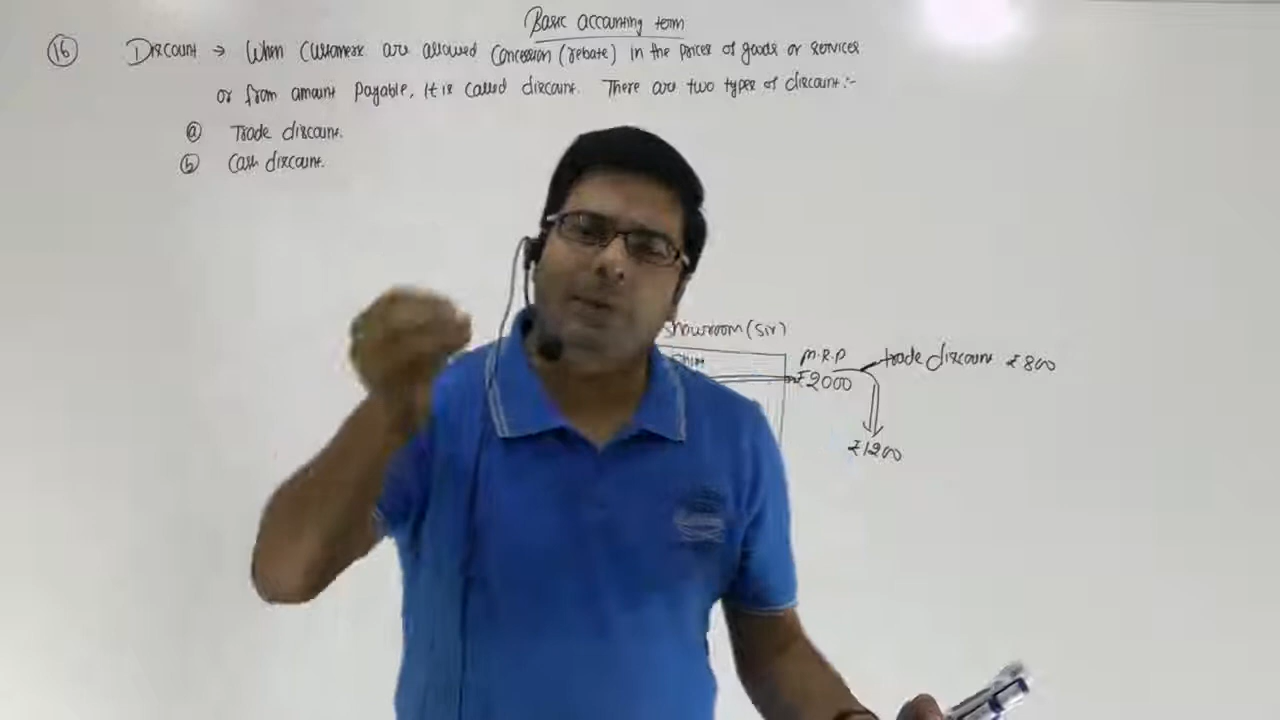 Basic accounting term
16 Discount → When customers are allowed concession (rebate) in the prices of goods or services
or from amount payable, it is called discount. There are two types of discount:-
a Trade discount.
b Cash discount.
showroom (sir)
M.R.P
₹2000
trade discount ₹800
₹1200